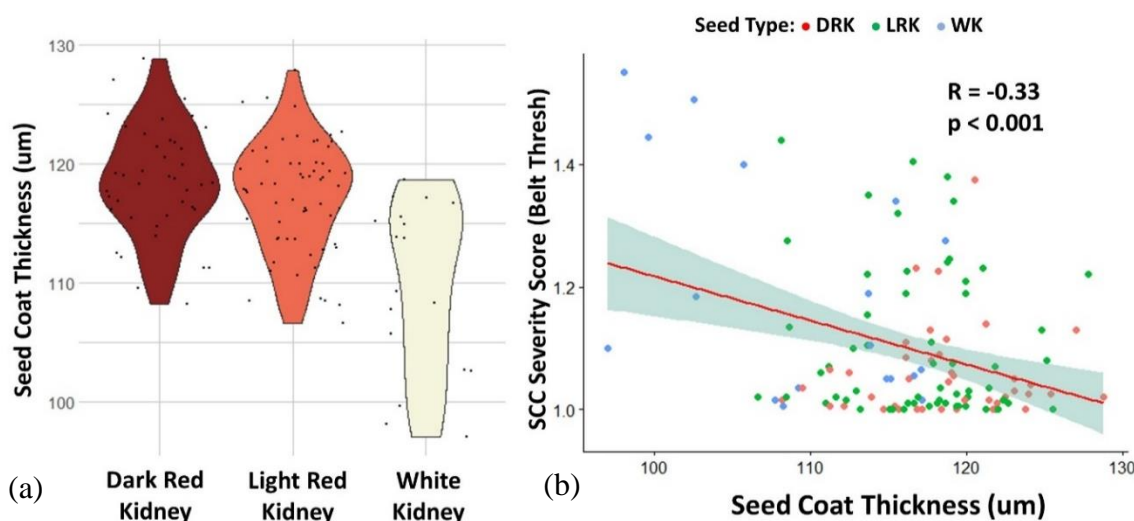 130
120
110
100
Seed Coat Thickness (um)
Dark Red
Kidney
Light Red
Kidney
White
Kidney
(a)
Seed Type: DRK LRK WK
R = -0.33
p < 0.001
1.4
1.2
1.0
SCC Severity Score (Belt Thresh)
100 110 120 130
Seed Coat Thickness (um)
(b)